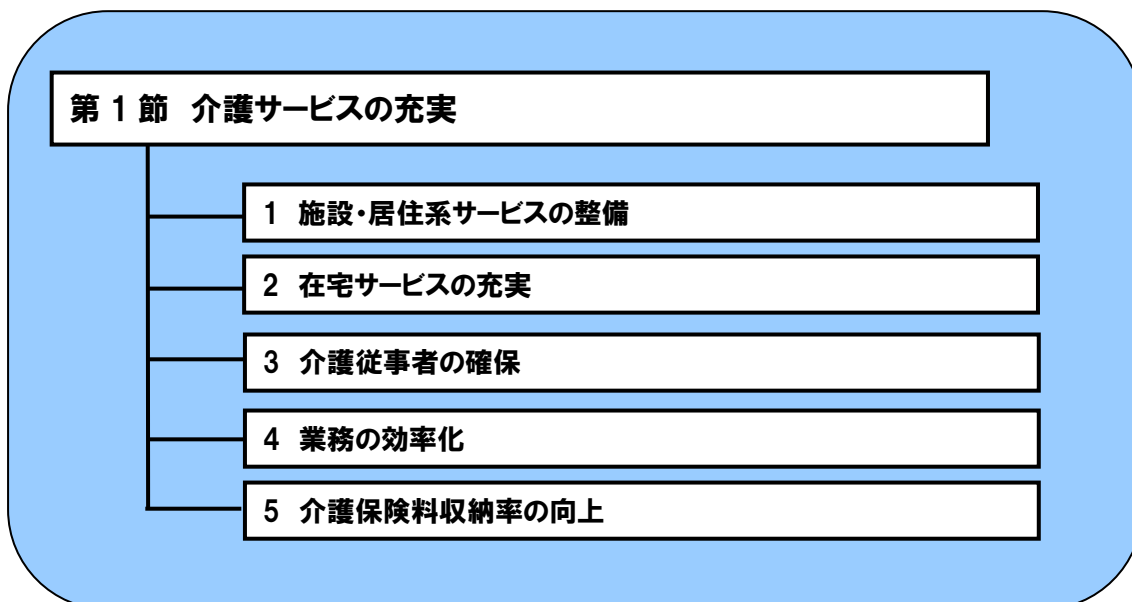 第 1 節 介護サービスの充実
1 施設・居住系サービスの整備
2 在宅サービスの充実
3 介護従事者の確保
4 業務の効率化
5 介護保険料収納率の向上